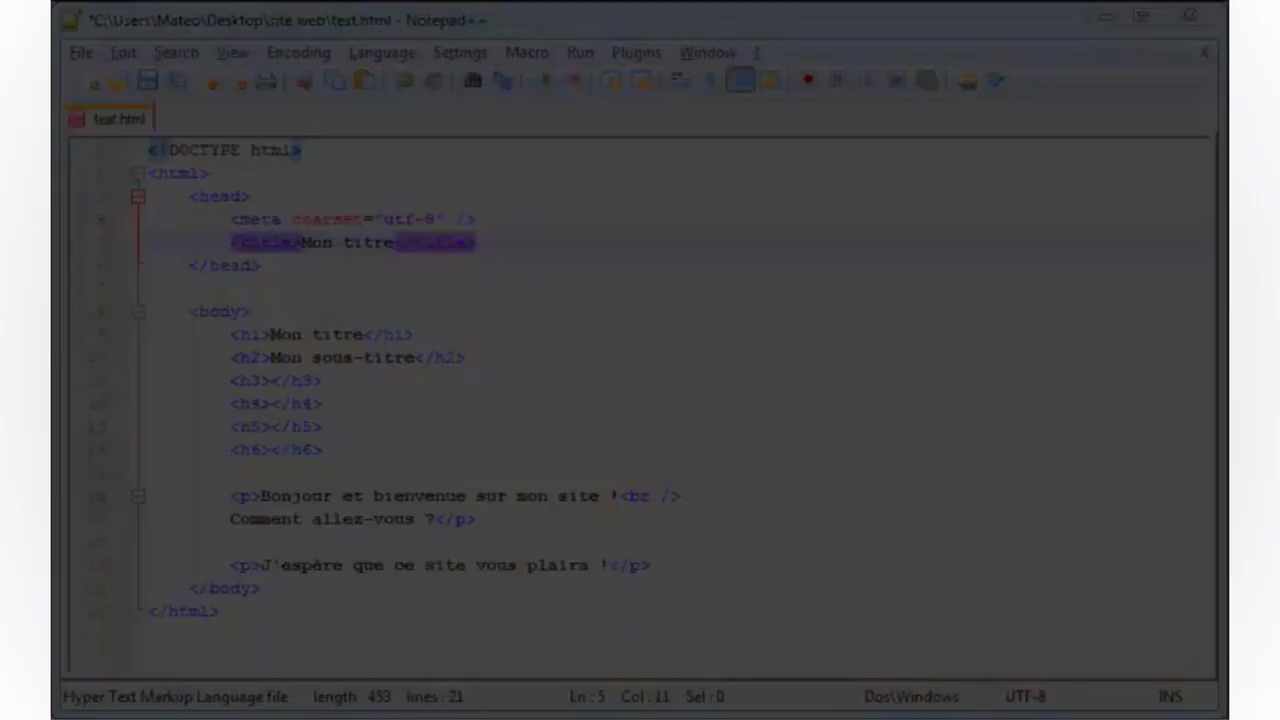 *C:\Users\Mateo\Desktop\site web\test.html - Notepad++
File Edit Search View Encoding Language Settings Macro Run Plugins Window ? X
test.html
<!DOCTYPE html>
<html>
<head>
<meta charset="utf-8" />
<title>Mon titre</title>
</head>
<body>
<h1>Mon titre</h1>
<h2>Mon sous-titre</h2>
<h3></h3>
<h4></h4>
<h5></h5>
<h6></h6>
<p>Bonjour et bienvenue sur mon site !<br />
Comment allez-vous ?</p>
<p>J'espère que ce site vous plaira !</p>
</body>
</html>
Hyper Text Markup Language file length : 453 lines : 21 Ln : 5 Col : 11 Sel : 0 Dos\Windows UTF-8 INS